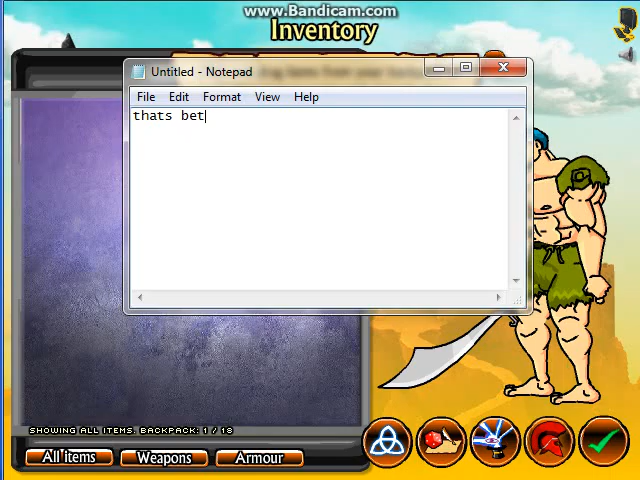 www.Bandicam.com
Inventory
Untitled - Notepad
File Edit Format View Help
thats bet
SHOWING ALL ITEMS. BACKPACK: 1 / 18
All items Weapons Armour